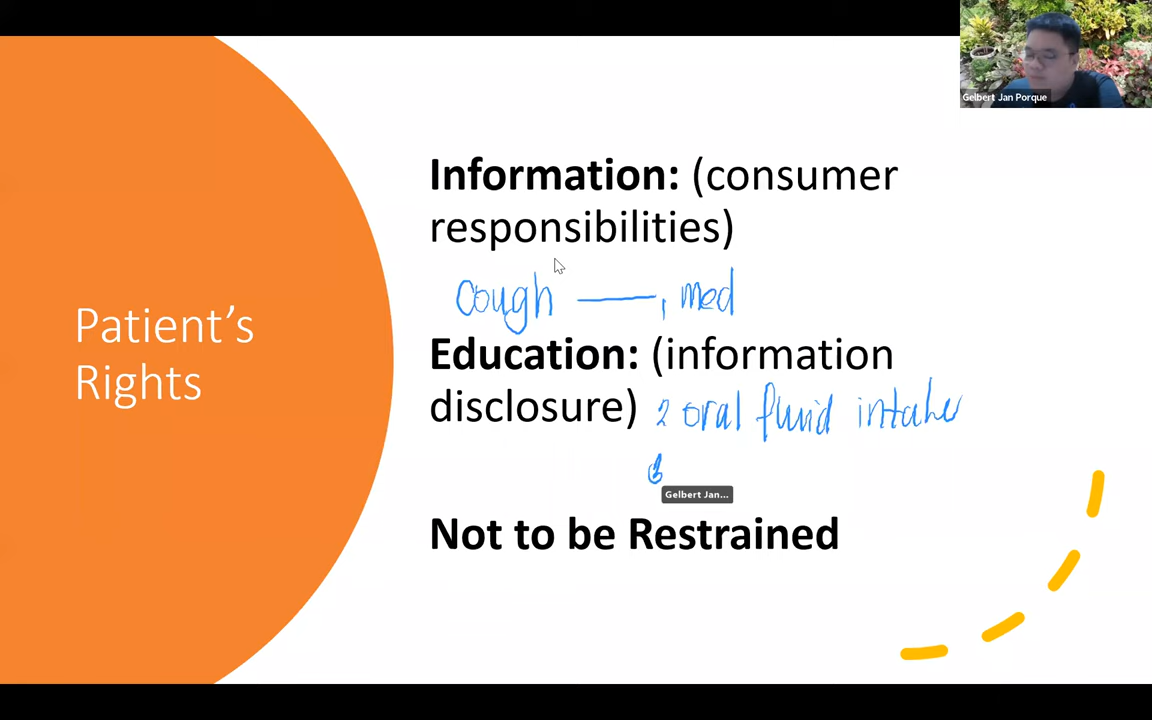 Gelbert Jan Porque
Patient's
Rights
Information: (consumer
responsibilities)
cough , med
Education: (information
disclosure) 2 oral fluid intake
Gelbert Jan...
Not to be Restrained